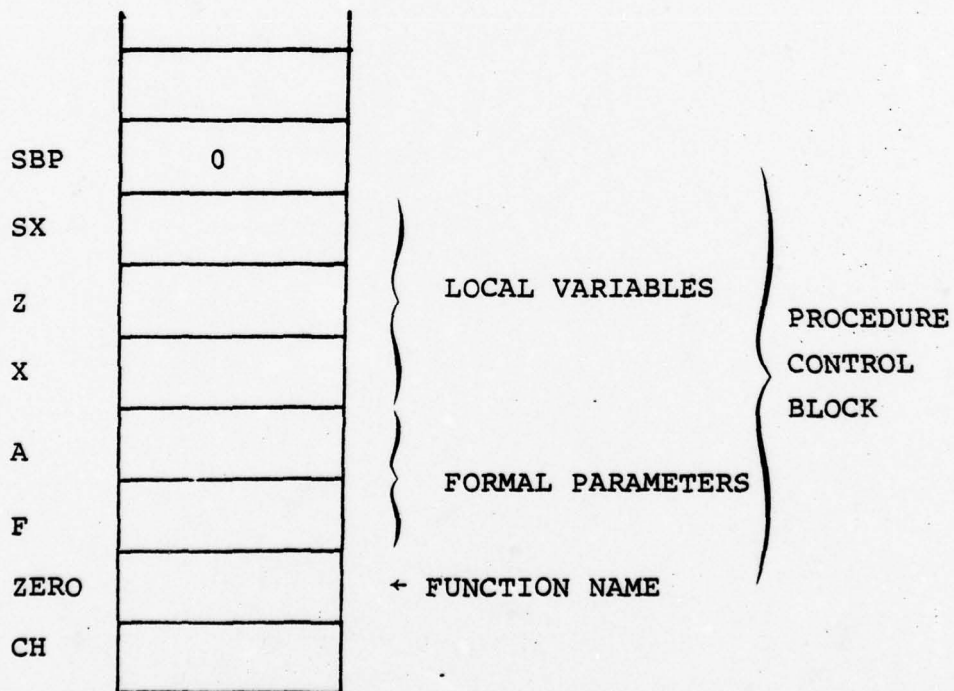 SBP 0
SX
Z LOCAL VARIABLES
PROCEDURE
X CONTROL
BLOCK
A
FORMAL PARAMETERS
F
ZERO ← FUNCTION NAME
CH